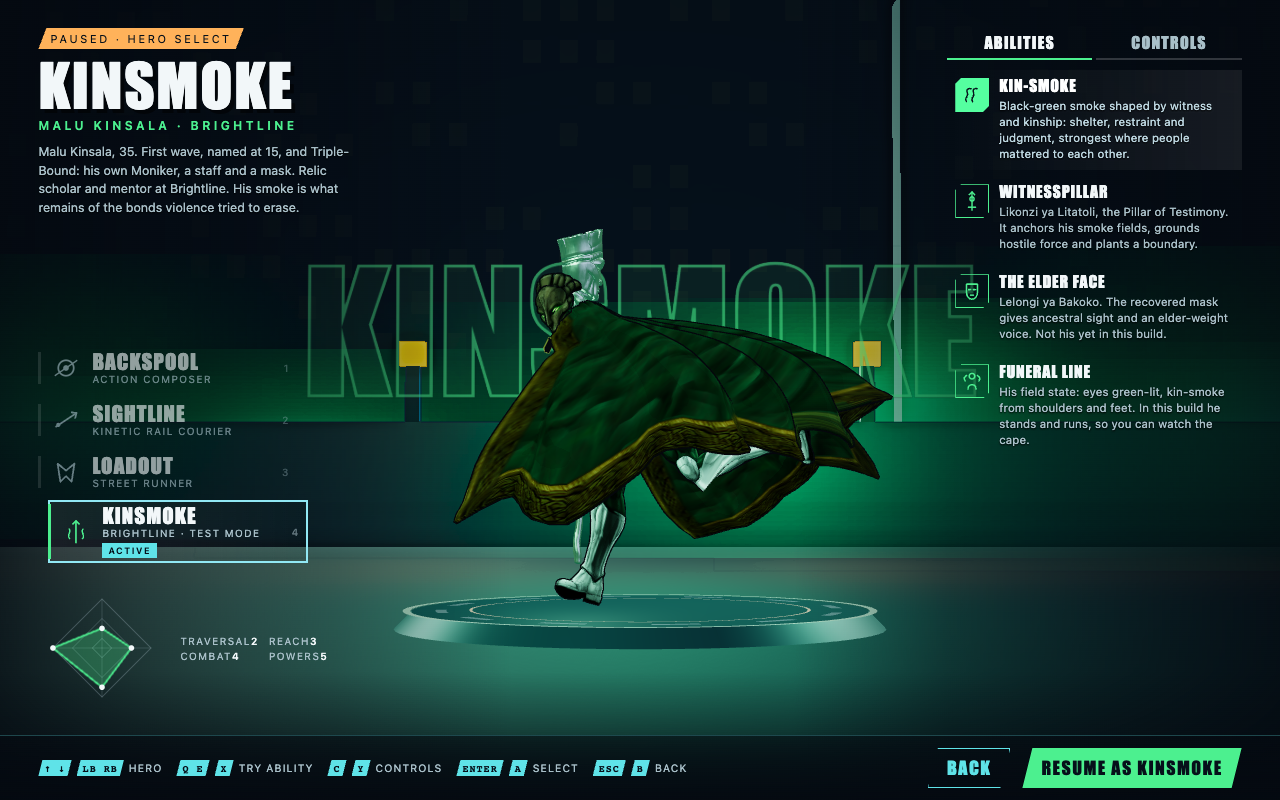 PAUSED · HERO SELECT
KINSMOKE
MALU KINSALA · BRIGHTLINE
Malu Kinsala, 35. First wave, named at 15, and Triple-
Bound: his own Moniker, a staff and a mask. Relic
scholar and mentor at Brightline. His smoke is what
remains of the bonds violence tried to erase.
KINSMOKE
BACKSPOOL 1
ACTION COMPOSER
SIGHTLINE 2
KINETIC RAIL COURIER
LOADOUT 3
STREET RUNNER
KINSMOKE
BRIGHTLINE · TEST MODE 4
ACTIVE
TRAVERSAL2 REACH3
COMBAT4 POWERS5
ABILITIES CONTROLS
KIN-SMOKE
Black-green smoke shaped by witness
and kinship: shelter, restraint and
judgment, strongest where people
mattered to each other.
WITNESSPILLAR
Likonzi ya Litatoli, the Pillar of Testimony.
It anchors his smoke fields, grounds
hostile force and plants a boundary.
THE ELDER FACE
Lelongi ya Bakoko. The recovered mask
gives ancestral sight and an elder-weight
voice. Not his yet in this build.
FUNERAL LINE
His field state: eyes green-lit, kin-smoke
from shoulders and feet. In this build he
stands and runs, so you can watch the
cape.
↑ ↓ LB RB HERO Q E X TRY ABILITY C Y CONTROLS ENTER A SELECT ESC B BACK
BACK RESUME AS KINSMOKE